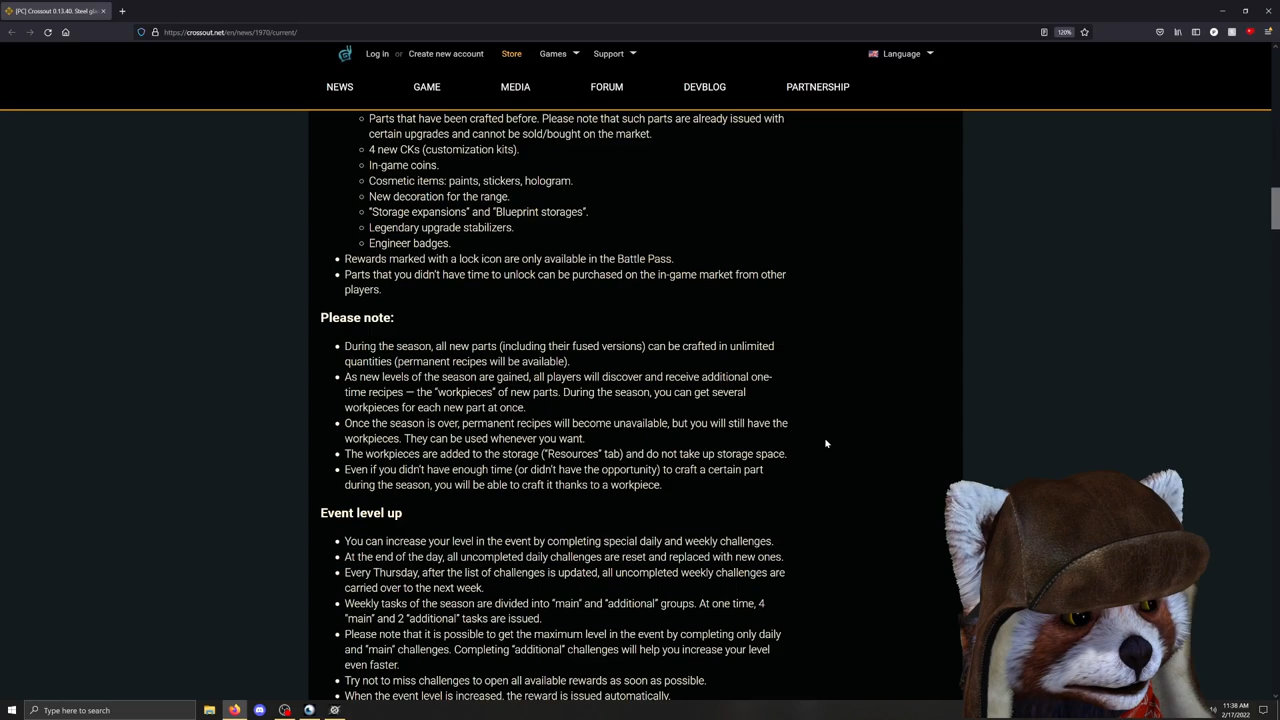 [PC] Crossout 0.13.40. Steel gla
https://crossout.net/en/news/1970/current/
120%
Log in or Create new account Store Games Support Language
NEWS GAME MEDIA FORUM DEVBLOG PARTNERSHIP
Parts that have been crafted before. Please note that such parts are already issued with
certain upgrades and cannot be sold/bought on the market.
4 new CKs (customization kits).
In-game coins.
Cosmetic items: paints, stickers, hologram.
New decoration for the range.
“Storage expansions” and “Blueprint storages”.
Legendary upgrade stabilizers.
Engineer badges.
Rewards marked with a lock icon are only available in the Battle Pass.
Parts that you didn’t have time to unlock can be purchased on the in-game market from other
players.
Please note:
During the season, all new parts (including their fused versions) can be crafted in unlimited
quantities (permanent recipes will be available).
As new levels of the season are gained, all players will discover and receive additional one-
time recipes — the “workpieces” of new parts. During the season, you can get several
workpieces for each new part at once.
Once the season is over, permanent recipes will become unavailable, but you will still have the
workpieces. They can be used whenever you want.
The workpieces are added to the storage (“Resources” tab) and do not take up storage space.
Even if you didn’t have enough time (or didn’t have the opportunity) to craft a certain part
during the season, you will be able to craft it thanks to a workpiece.
Event level up
You can increase your level in the event by completing special daily and weekly challenges.
At the end of the day, all uncompleted daily challenges are reset and replaced with new ones.
Every Thursday, after the list of challenges is updated, all uncompleted weekly challenges are
carried over to the next week.
Weekly tasks of the season are divided into “main” and “additional” groups. At one time, 4
“main” and 2 “additional” tasks are issued.
Please note that it is possible to get the maximum level in the event by completing only daily
and “main” challenges. Completing “additional” challenges will help you increase your level
even faster.
Try not to miss challenges to open all available rewards as soon as possible.
When the event level is increased, the reward is issued automatically.
Type here to search
11:38 AM
2/17/2022